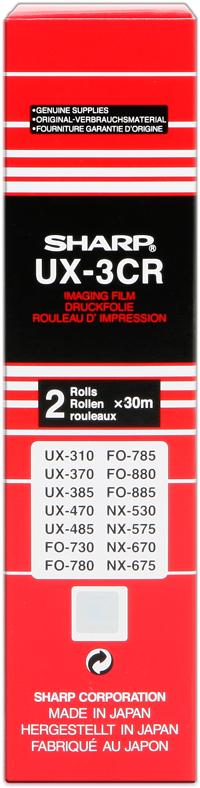 •GENUINE SUPPLIES
•ORIGINAL-VERBRAUCHSMATERIAL
•FOURNITURE GARANTIE D'ORIGINE
SHARP®
UX-3CR
IMAGING FILM
DRUCKFOLIE
ROULEAU D' IMPRESSION
2 Rolls
Rollen ×30m
rouleaux
UX-310 FO-785
UX-370 FO-880
UX-385 FO-885
UX-470 NX-530
UX-485 NX-575
FO-730 NX-670
FO-780 NX-675
SHARP CORPORATION
MADE IN JAPAN
HERGESTELLT IN JAPAN
FABRIQUÉ AU JAPON